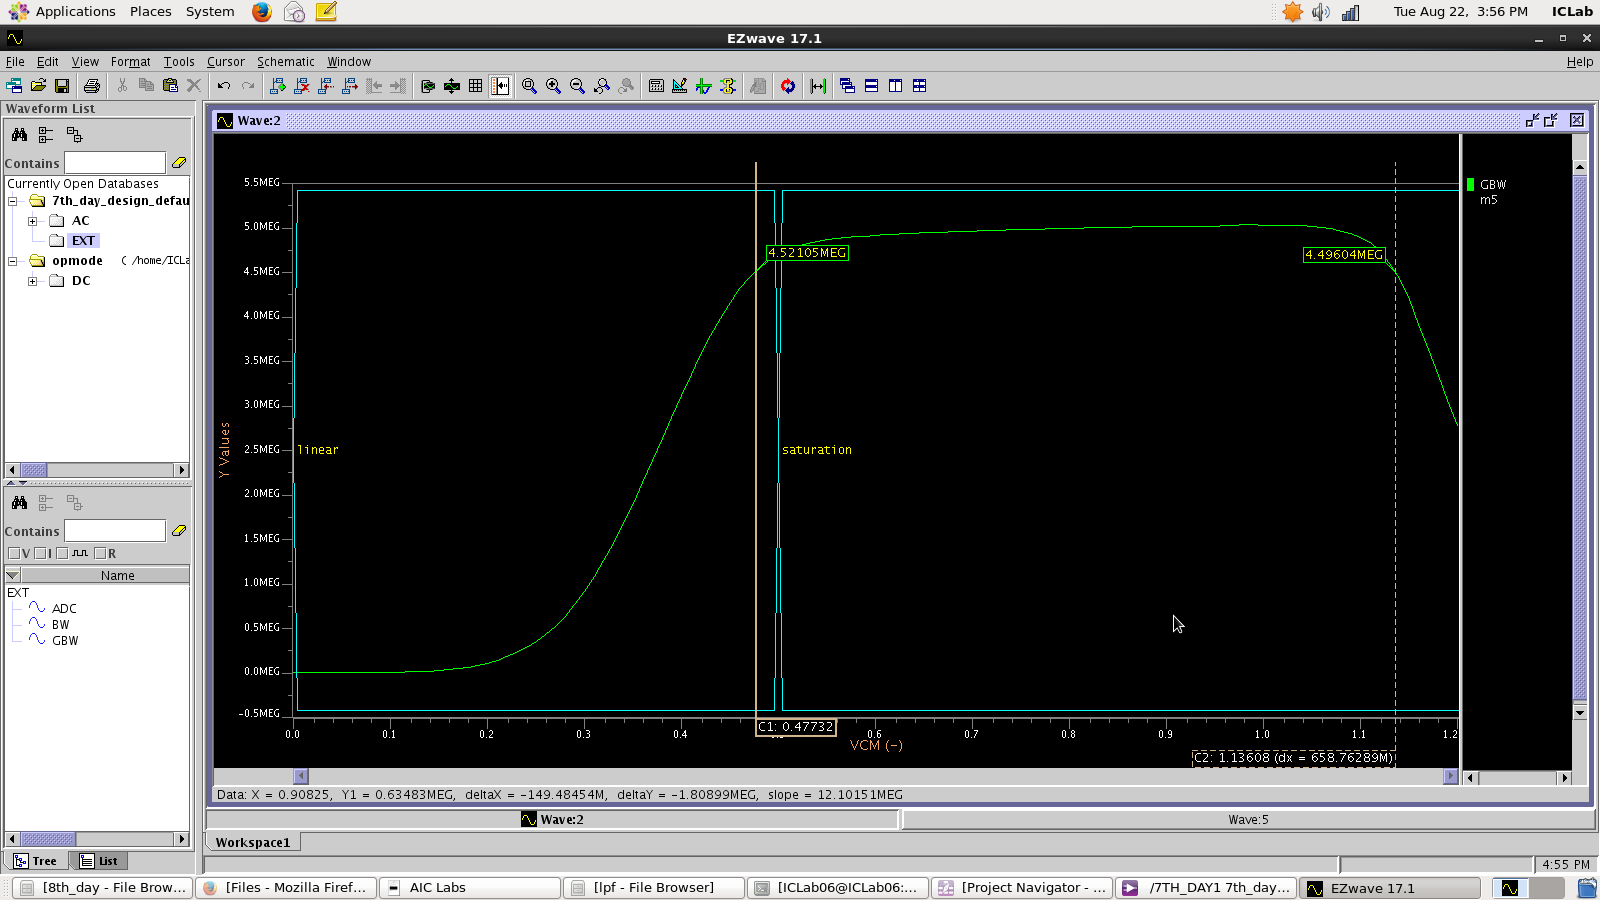 Applications Places System
Tue Aug 22, 3:56 PM ICLab
EZwave 17.1
File Edit View Format Tools Cursor Schematic Window Help
Waveform List
Contains
Currently Open Databases
7th_day_design_defau
AC
EXT
opmode ( /home/ICLa
DC
Contains
V I R
Name
EXT
ADC
BW
GBW
Tree List
Wave:2
5.5MEG
5.0MEG
4.5MEG
4.0MEG
3.5MEG
3.0MEG
2.5MEG
2.0MEG
1.5MEG
1.0MEG
0.5MEG
0.0MEG
-0.5MEG
Y Values
4.52105MEG
4.49604MEG
linear
saturation
GBW
m5
0.0 0.1 0.2 0.3 0.4 0.6 0.7 0.8 0.9 1.0 1.1 1.2
C1: 0.47732
VCM (-)
C2: 1.13608 (dx = 658.76289M)
Data: X = 0.90825, Y1 = 0.63483MEG, deltaX = -149.48454M, deltaY = -1.80899MEG, slope = 12.10151MEG
Wave:2 Wave:5
Workspace1
4:55 PM
[8th_day - File Brow... [Files - Mozilla Firef... AIC Labs [lpf - File Browser] [ICLab06@ICLab06:... [Project Navigator - ... /7TH_DAY1 7th_day... EZwave 17.1